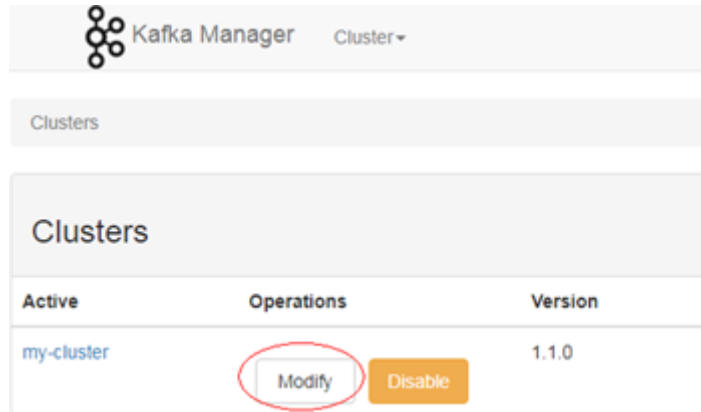 Kafka Manager Cluster
Clusters
Clusters
Active Operations Version
my-cluster Modify Disable 1.1.0